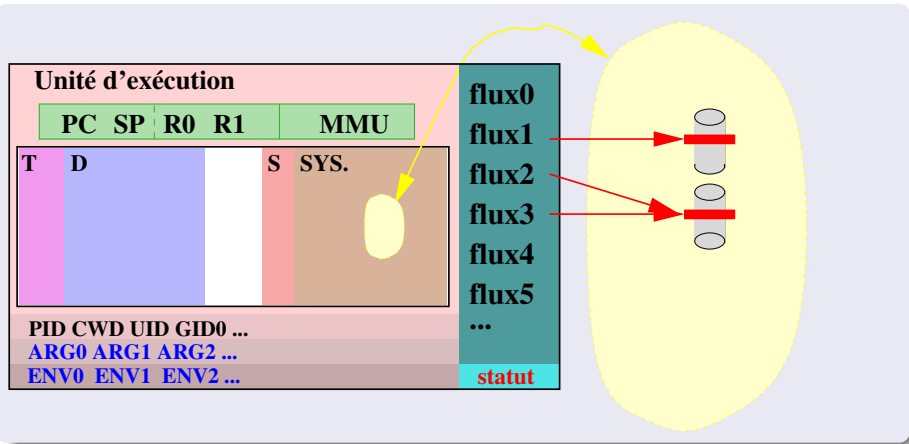 Unité d'exécution
PC SP R0 R1 MMU
T D S SYS.
PID CWD UID GID0 ...
ARG0 ARG1 ARG2 ...
ENV0 ENV1 ENV2 ...
flux0
flux1
flux2
flux3
flux4
flux5
...
statut